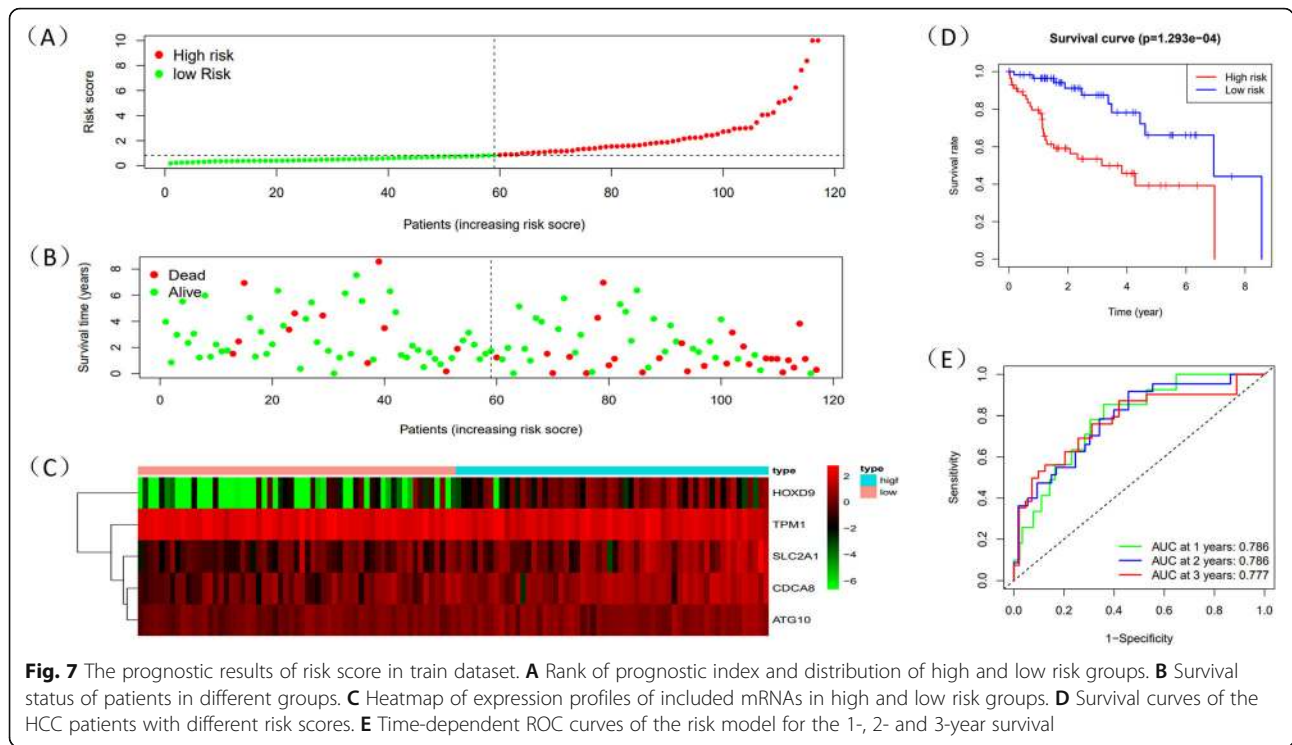 (A)
10
8
6
4
2
0
Risk score
High risk
low Risk
0 20 40 60 80 100 120
Patients (increasing risk socre)
(B)
8
6
4
2
0
Survival time (years)
Dead
Alive
0 20 40 60 80 100 120
Patients (increasing risk socre)
(C)
type
HOXD9
TPM1
SLC2A1
CDCA8
ATG10
2
0
−2
−4
−6
type
high
low
(D)
Survival curve (p=1.293e−04)
High risk
Low risk
1.0
0.8
0.6
0.4
0.2
0.0
Survival rate
0 2 4 6 8
Time (year)
(E)
1.0
0.8
0.6
0.4
0.2
0.0
Sensitivity
AUC at 1 years: 0.786
AUC at 2 years: 0.786
AUC at 3 years: 0.777
0.0 0.2 0.4 0.6 0.8 1.0
1−Specificity
Fig. 7 The prognostic results of risk score in train dataset. A Rank of prognostic index and distribution of high and low risk groups. B Survival
status of patients in different groups. C Heatmap of expression profiles of included mRNAs in high and low risk groups. D Survival curves of the
HCC patients with different risk scores. E Time-dependent ROC curves of the risk model for the 1-, 2- and 3-year survival